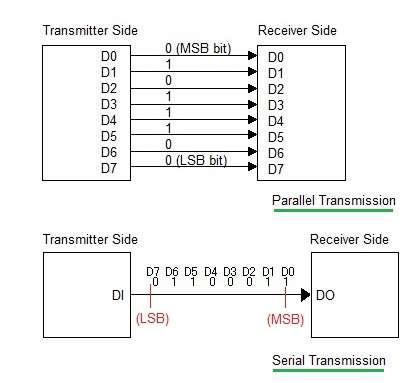 Transmitter Side Receiver Side
0 (MSB bit)
D0 D0
1
D1 D1
0
D2 D2
1
D3 D3
1
D4 D4
1
D5 D5
0
D6 D6
0 (LSB bit)
D7 D7
Parallel Transmission
Transmitter Side Receiver Side
D7 D6 D5 D4 D3 D2 D1 D0
0 1 1 0 0 0 1 1
DI DO
(LSB) (MSB)
Serial Transmission